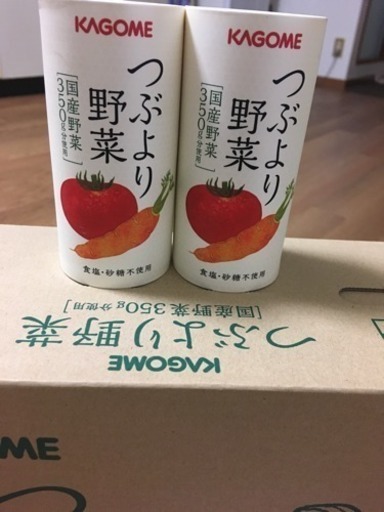 KAGOME
つぶより
野菜
国産野菜
350g分使用
食塩・砂糖不使用
KAGOME
つぶより
野菜
国産野菜
350g分使用
食塩・砂糖不使用
KAGOME
つぶより野菜
[国産野菜350g分使用]
OME